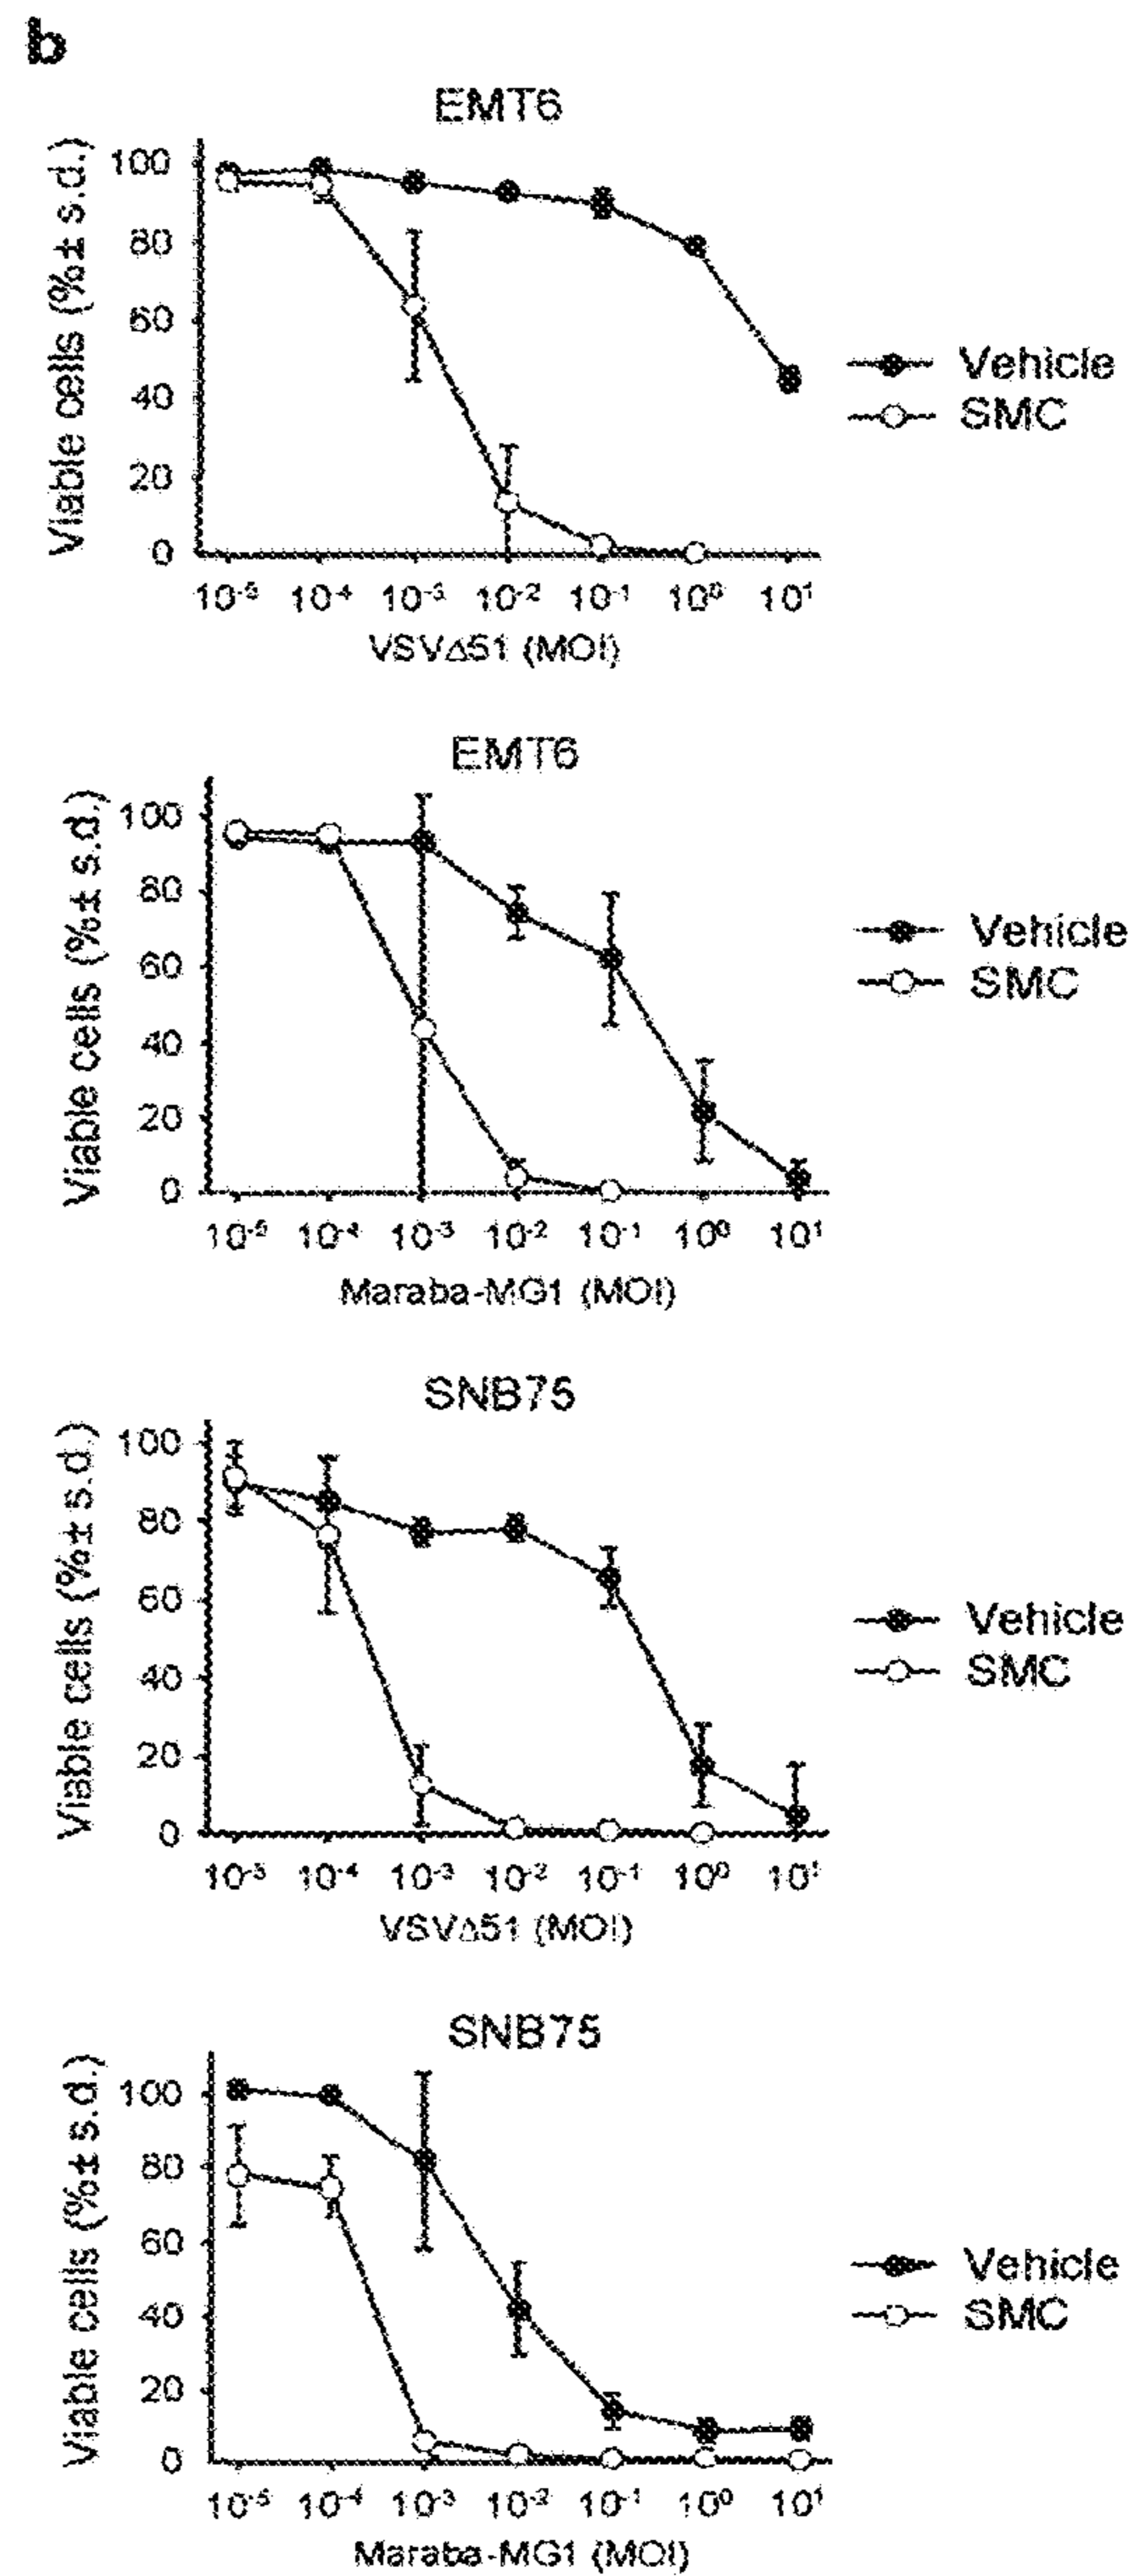 b
EMT6
Viable cells (%± s.d.)
100
80
60
40
20
0
10⁻⁵ 10⁻⁴ 10⁻³ 10⁻² 10⁻¹ 10⁰ 10¹
VSVΔ51 (MOI)
Vehicle
SMC
EMT6
Viable cells (%± s.d.)
100
80
60
40
20
0
10⁻⁵ 10⁻⁴ 10⁻³ 10⁻² 10⁻¹ 10⁰ 10¹
Maraba-MG1 (MOI)
Vehicle
SMC
SNB75
Viable cells (%± s.d.)
100
80
60
40
20
0
10⁻⁵ 10⁻⁴ 10⁻³ 10⁻² 10⁻¹ 10⁰ 10¹
VSVΔ51 (MOI)
Vehicle
SMC
SNB75
Viable cells (%± s.d.)
100
80
60
40
20
0
10⁻⁵ 10⁻⁴ 10⁻³ 10⁻² 10⁻¹ 10⁰ 10¹
Maraba-MG1 (MOI)
Vehicle
SMC